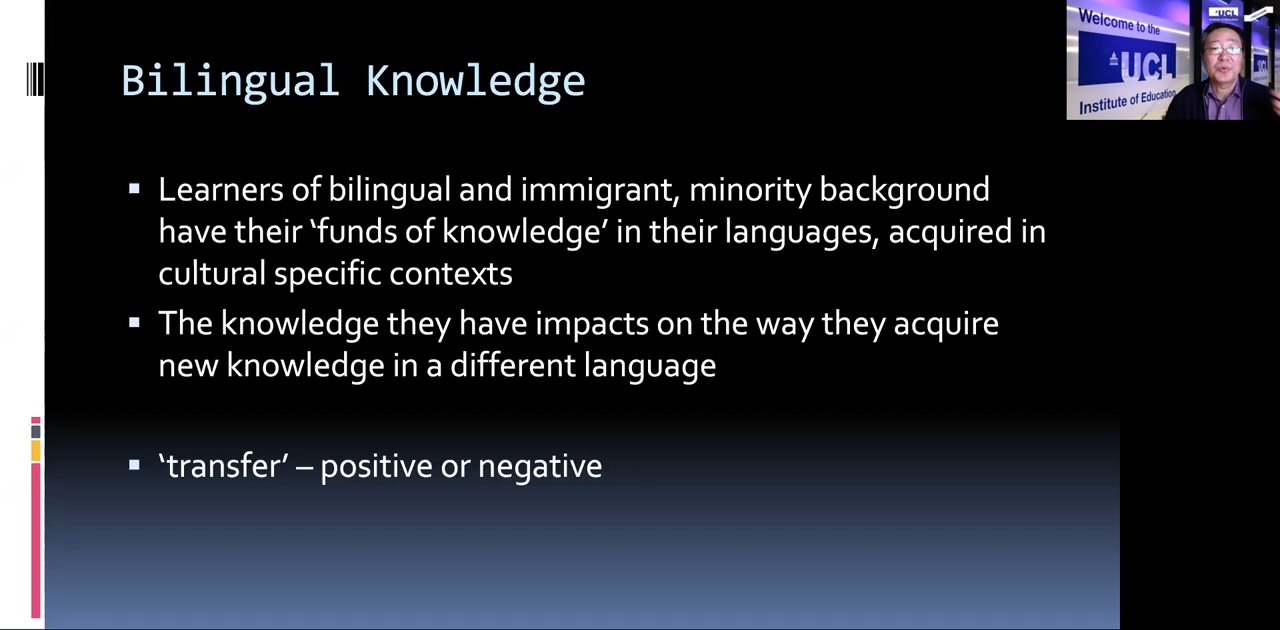 Bilingual Knowledge
Learners of bilingual and immigrant, minority background
have their ‘funds of knowledge’ in their languages, acquired in
cultural specific contexts
The knowledge they have impacts on the way they acquire
new knowledge in a different language
‘transfer’ – positive or negative
Welcome to the
UCL
Institute of Education
UCL
UCL